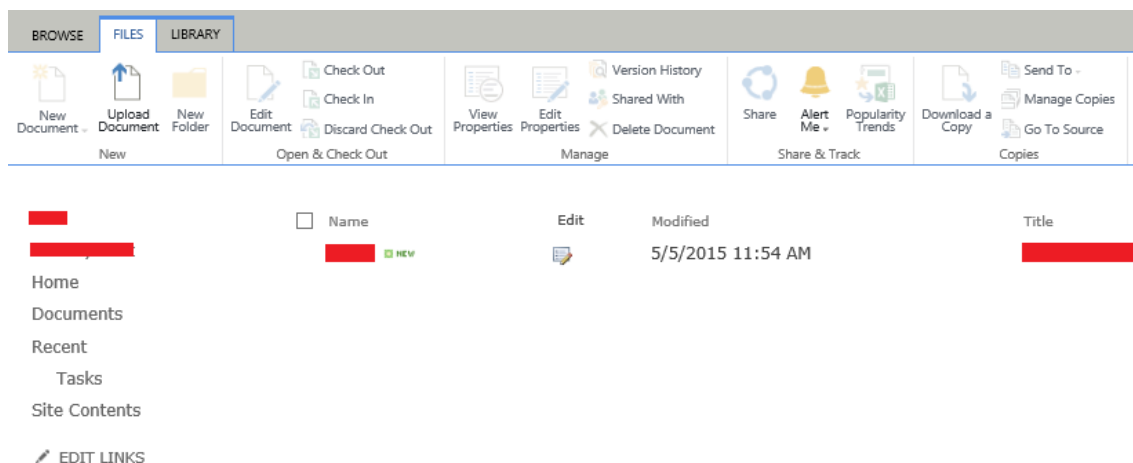 BROWSE FILES LIBRARY
New Document
Upload Document
New Folder
New
Edit Document
Check Out
Check In
Discard Check Out
Open & Check Out
View Properties
Edit Properties
Version History
Shared With
Delete Document
Manage
Share
Alert Me
Popularity Trends
Share & Track
Download a Copy
Send To
Manage Copies
Go To Source
Copies
Name Edit Modified Title
NEW 5/5/2015 11:54 AM
Home
Documents
Recent
Tasks
Site Contents
EDIT LINKS